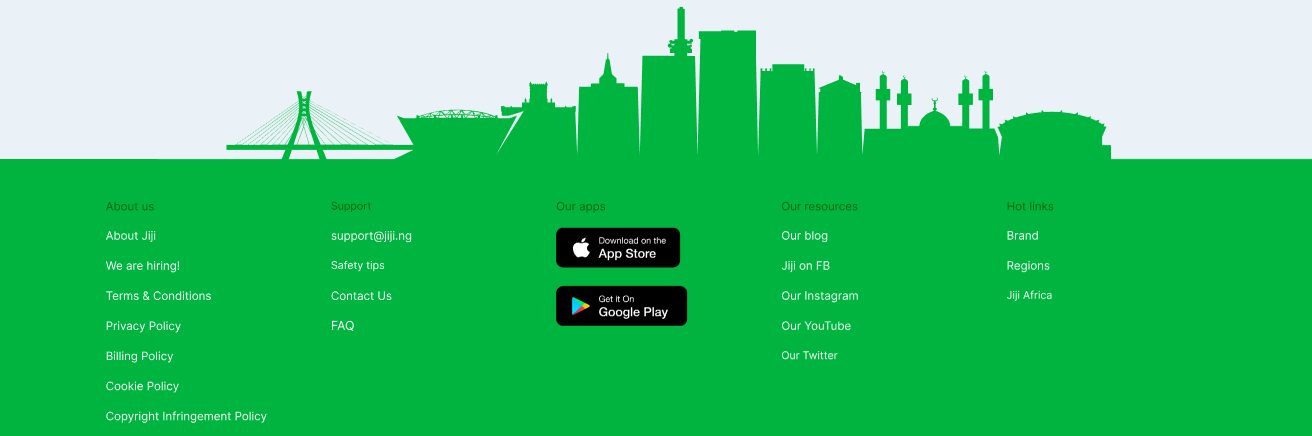 About us
About Jiji
We are hiring!
Terms & Conditions
Privacy Policy
Billing Policy
Cookie Policy
Copyright Infringement Policy
Support
support@jiji.ng
Safety tips
Contact Us
FAQ
Our apps
Download on the
App Store
Get It On
Google Play
Our resources
Our blog
Jiji on FB
Our Instagram
Our YouTube
Our Twitter
Hot links
Brand
Regions
Jiji Africa